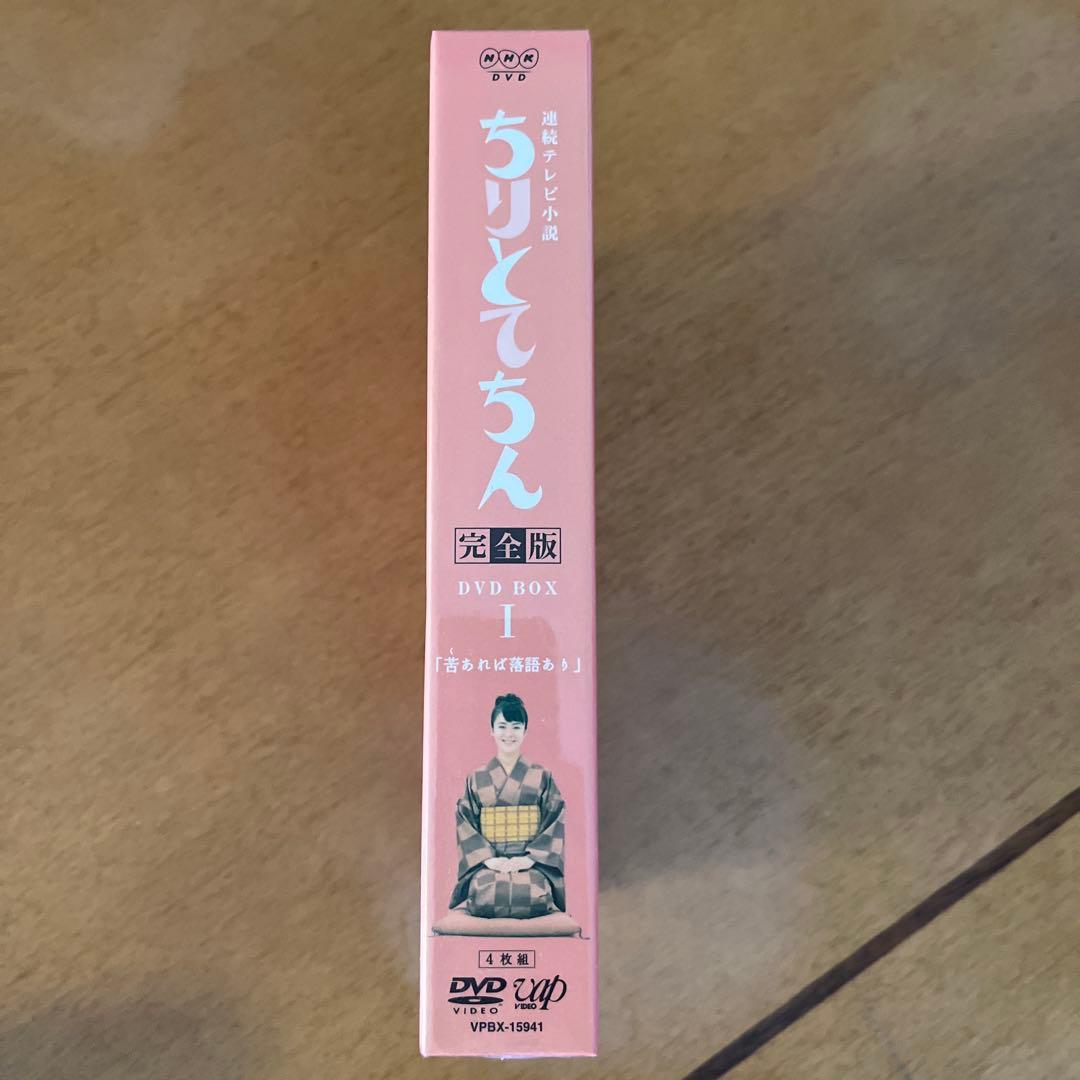 NHK
DVD
連続テレビ小説
ちりとてちん
完全版
DVD BOX
I
く
「苦あれば落語あり」
4枚組
DVD
VIDEO
vap
VIDEO
VPBX-15941